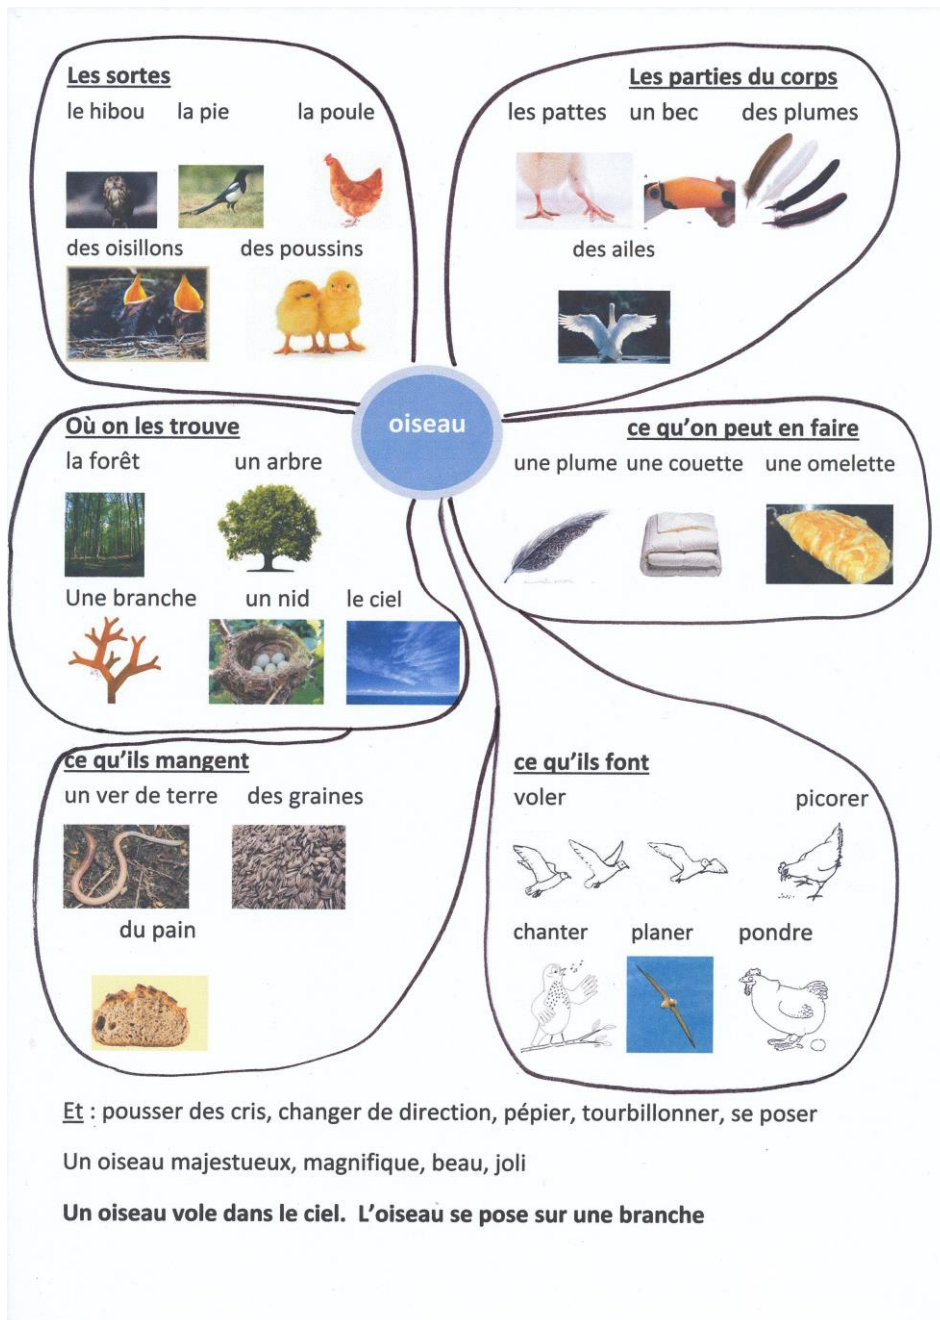 Les sortes
le hibou la pie la poule
des oisillons des poussins
Les parties du corps
les pattes un bec des plumes
des ailes
oiseau
Où on les trouve
la forêt un arbre
Une branche un nid le ciel
ce qu'on peut en faire
une plume une couette une omelette
ce qu'ils mangent
un ver de terre des graines
du pain
ce qu'ils font
voler picorer
chanter planer pondre
Et : pousser des cris, changer de direction, pépier, tourbillonner, se poser
Un oiseau majestueux, magnifique, beau, joli
Un oiseau vole dans le ciel. L'oiseau se pose sur une branche